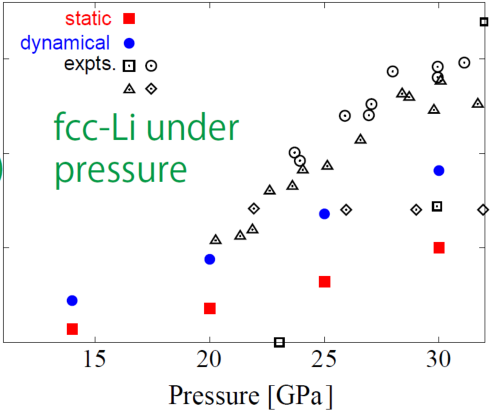 static
dynamical
expts.
fcc-Li under
pressure
)
15 20 25 30
Pressure [GPa]